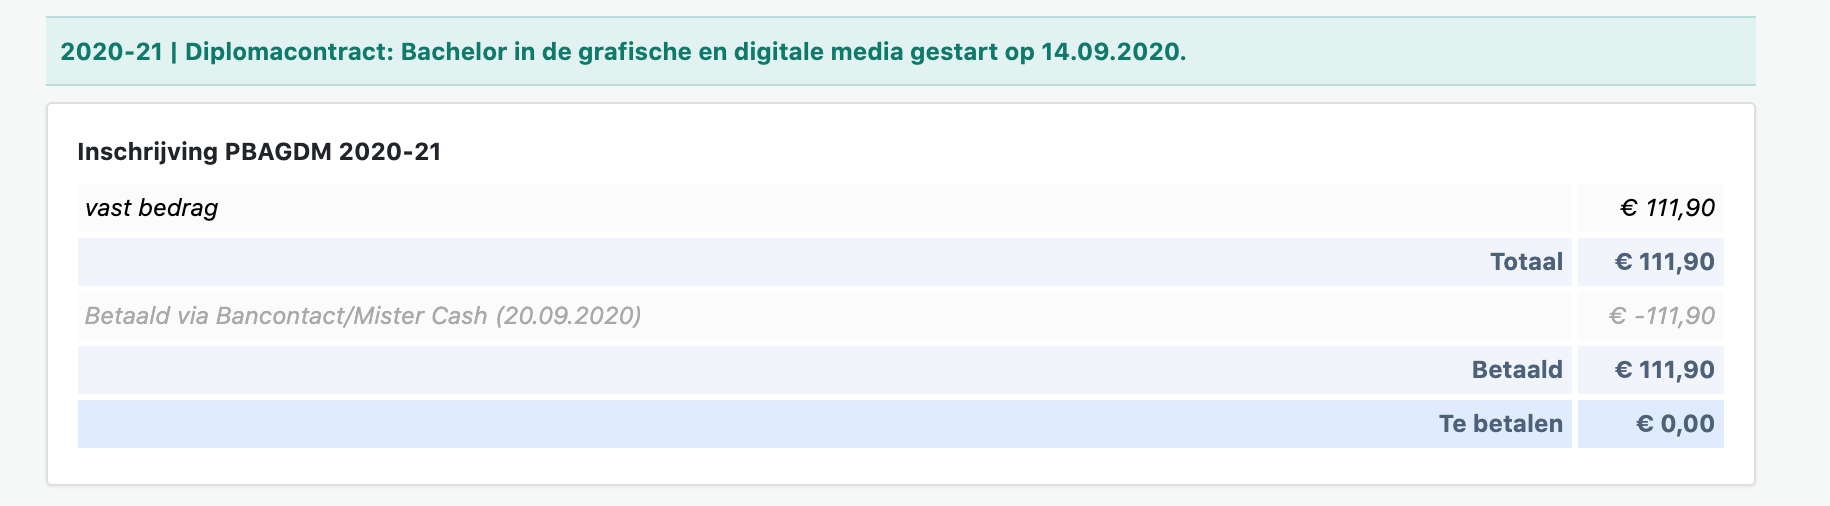 2020-21 | Diplomacontract: Bachelor in de grafische en digitale media gestart op 14.09.2020.
Inschrijving PBAGDM 2020-21
vast bedrag € 111,90
Totaal € 111,90
Betaald via Bancontact/Mister Cash (20.09.2020) € -111,90
Betaald € 111,90
Te betalen € 0,00